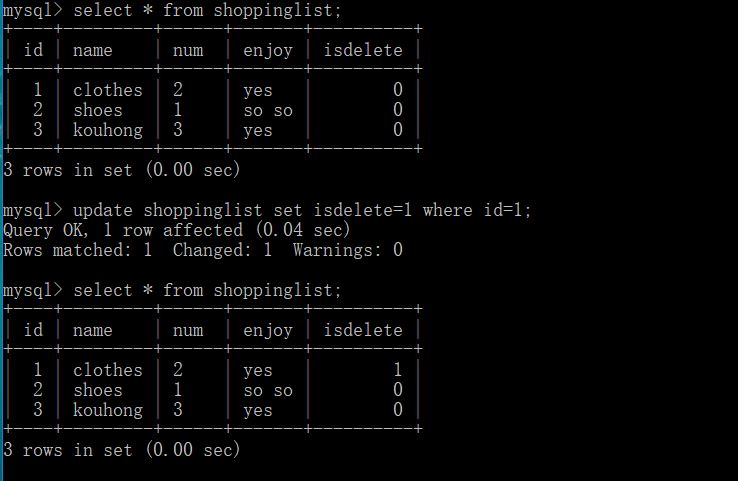 mysql> select * from shoppinglist;
+----+---------+------+-------+----------+
| id | name    | num  | enjoy | isdelete |
+----+---------+------+-------+----------+
|  1 | clothes | 2    | yes   |        0 |
|  2 | shoes   | 1    | so so |        0 |
|  3 | kouhong | 3    | yes   |        0 |
+----+---------+------+-------+----------+
3 rows in set (0.00 sec)
mysql> update shoppinglist set isdelete=1 where id=1;
Query OK, 1 row affected (0.04 sec)
Rows matched: 1  Changed: 1  Warnings: 0
mysql> select * from shoppinglist;
+----+---------+------+-------+----------+
| id | name    | num  | enjoy | isdelete |
+----+---------+------+-------+----------+
|  1 | clothes | 2    | yes   |        1 |
|  2 | shoes   | 1    | so so |        0 |
|  3 | kouhong | 3    | yes   |        0 |
+----+---------+------+-------+----------+
3 rows in set (0.00 sec)